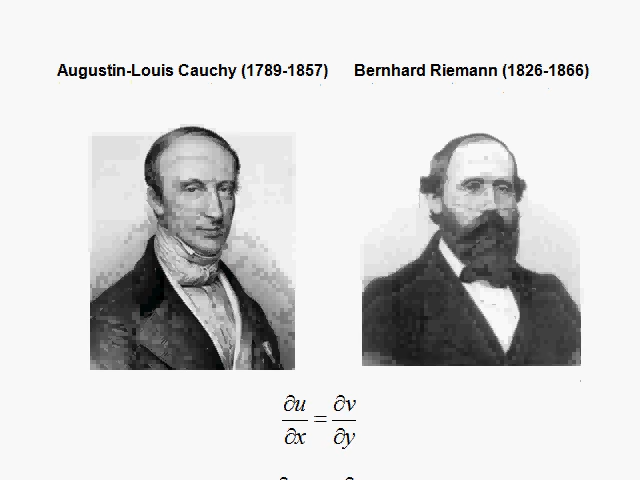 Augustin-Louis Cauchy (1789-1857) Bernhard Riemann (1826-1866)
∂u/∂x = ∂v/∂y